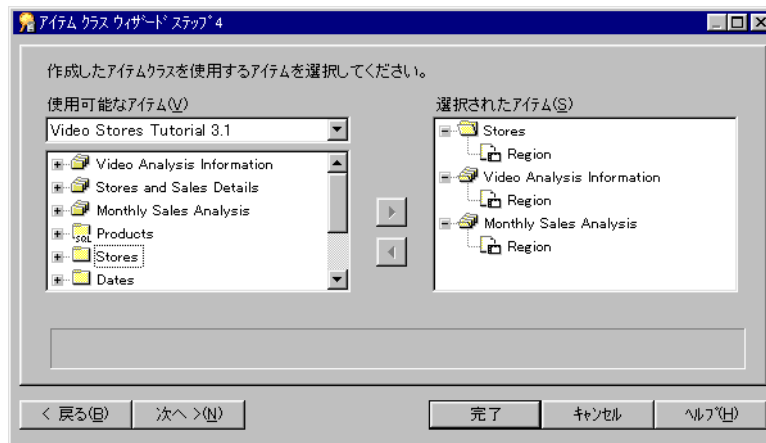 アイテム クラス ウィザード ステップ4
作成したアイテムクラスを使用するアイテムを選択してください。
使用可能なアイテム(V)
Video Stores Tutorial 3.1
Video Analysis Information
Stores and Sales Details
Monthly Sales Analysis
SQL Products
Stores
Dates
選択されたアイテム(S)
Stores
Region
Video Analysis Information
Region
Monthly Sales Analysis
Region
< 戻る(B) 次へ >(N) 完了 キャンセル ヘルプ(H)